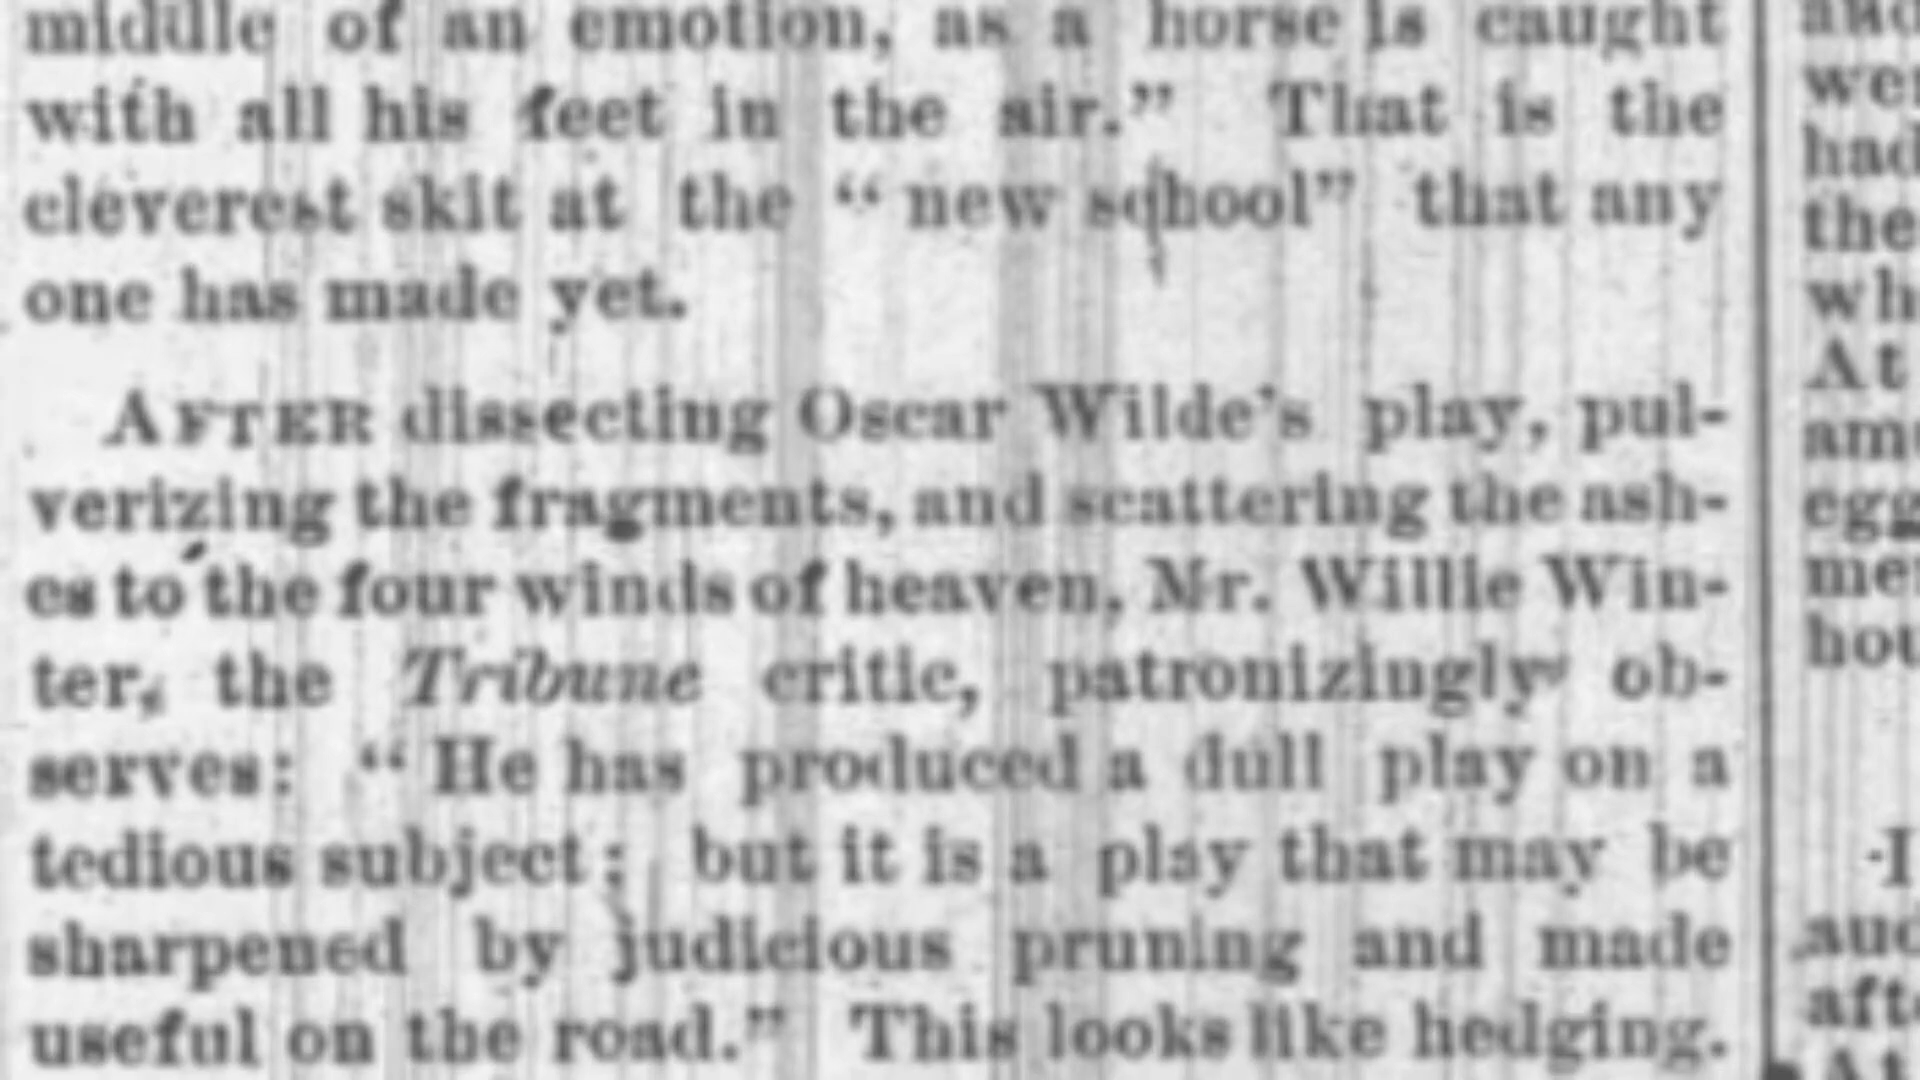 middle of an emotion, as a horse is caught
with all his feet in the air.” That is the
cleverest skit at the “new school” that any
one has made yet.
AFTER dissecting Oscar Wilde’s play, pul-
verizing the fragments, and scattering the ash-
es to the four winds of heaven, Mr. Willie Win-
ter, the Tribune critic, patronizingly ob-
serves: “He has produced a dull play on a
tedious subject; but it is a play that may be
sharpened by judicious pruning and made
useful on the road.” This looks like hedging.
had
the
At